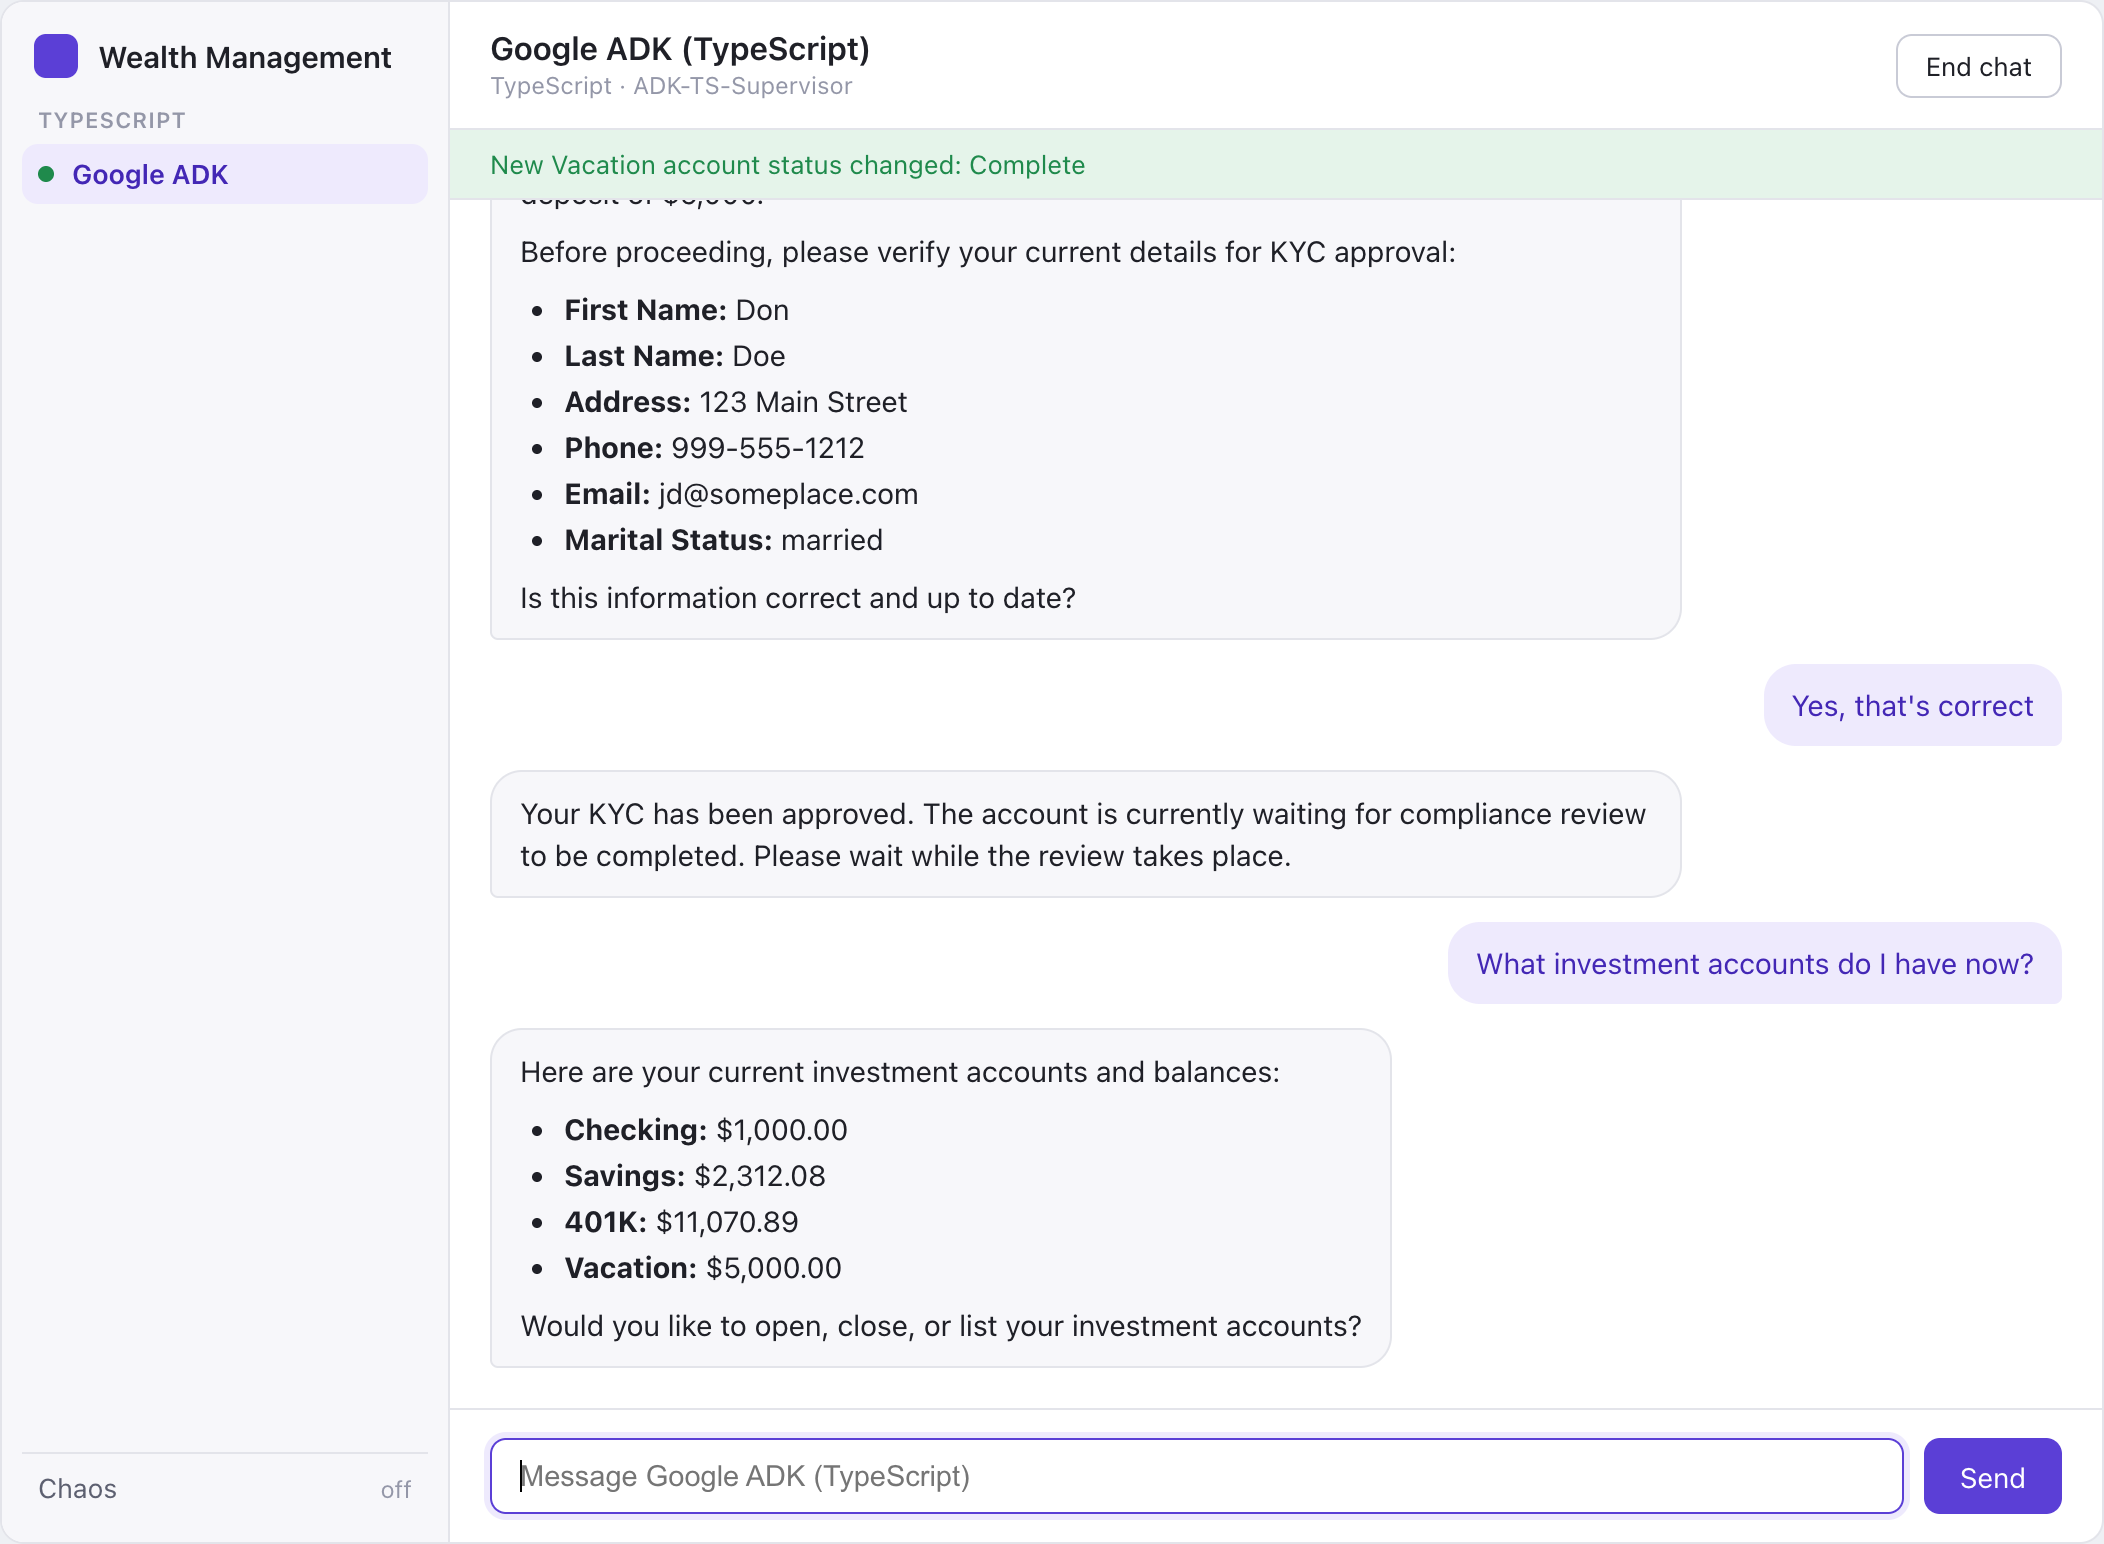 Wealth Management
TYPESCRIPT
Google ADK
Chaos
off
Google ADK (TypeScript)
TypeScript · ADK-TS-Supervisor
End chat
New Vacation account status changed: Complete
deposit of
Before proceeding, please verify your current details for KYC approval:
• First Name: Don
• Last Name: Doe
• Address: 123 Main Street
• Phone: 999-555-1212
• Email: jd@someplace.com
• Marital Status: married
Is this information correct and up to date?
Yes, that's correct
Your KYC has been approved. The account is currently waiting for compliance review
to be completed. Please wait while the review takes place.
What investment accounts do I have now?
Here are your current investment accounts and balances:
• Checking: $1,000.00
• Savings: $2,312.08
• 401K: $11,070.89
• Vacation: $5,000.00
Would you like to open, close, or list your investment accounts?
Message Google ADK (TypeScript)
Send